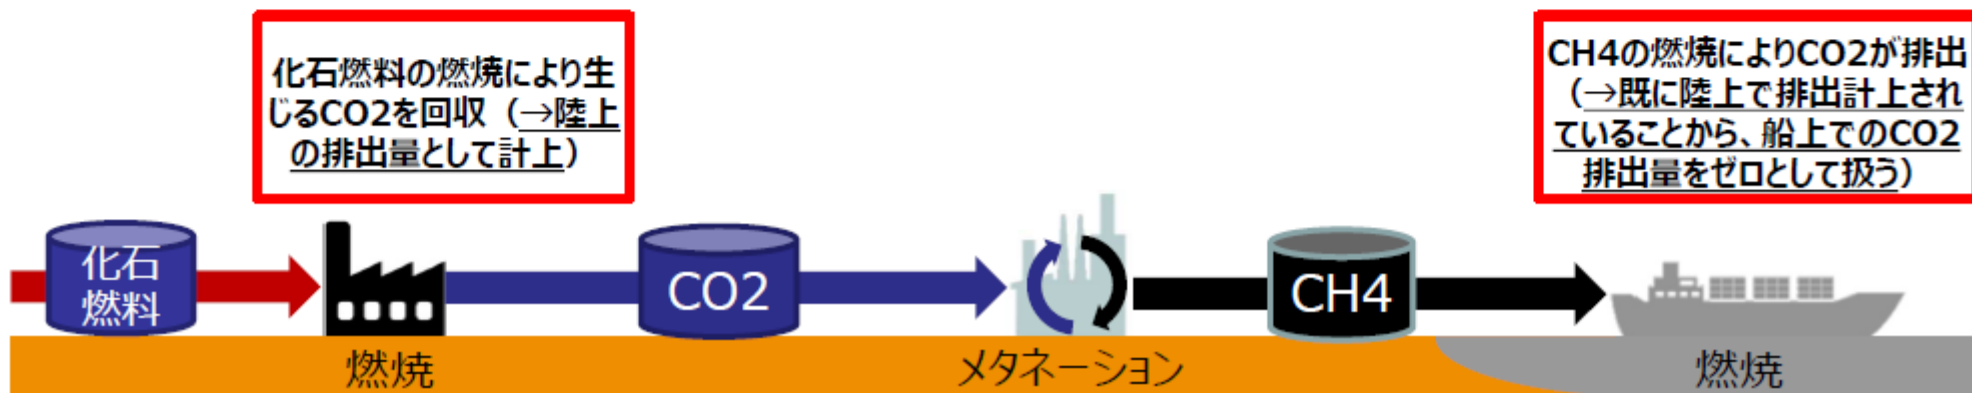 化石燃料の燃焼により生
じるCO2を回収（→陸上
の排出量として計上）
CH4の燃焼によりCO2が排出
（→既に陸上で排出計上され
ていることから、船上でのCO2
排出量をゼロとして扱う）
化石
燃料
CO2
CH4
燃焼
メタネーション
燃焼